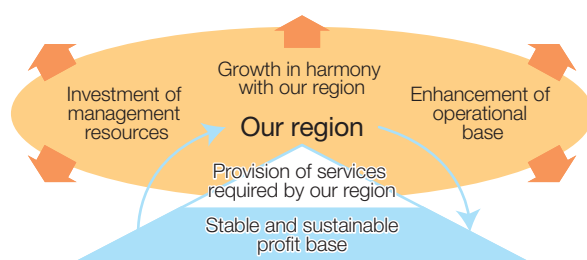 Growth in harmony
with our region
Investment of
management
resources
Enhancement of
operational
base
Our region
Provision of services
required by our region
Stable and sustainable
profit base